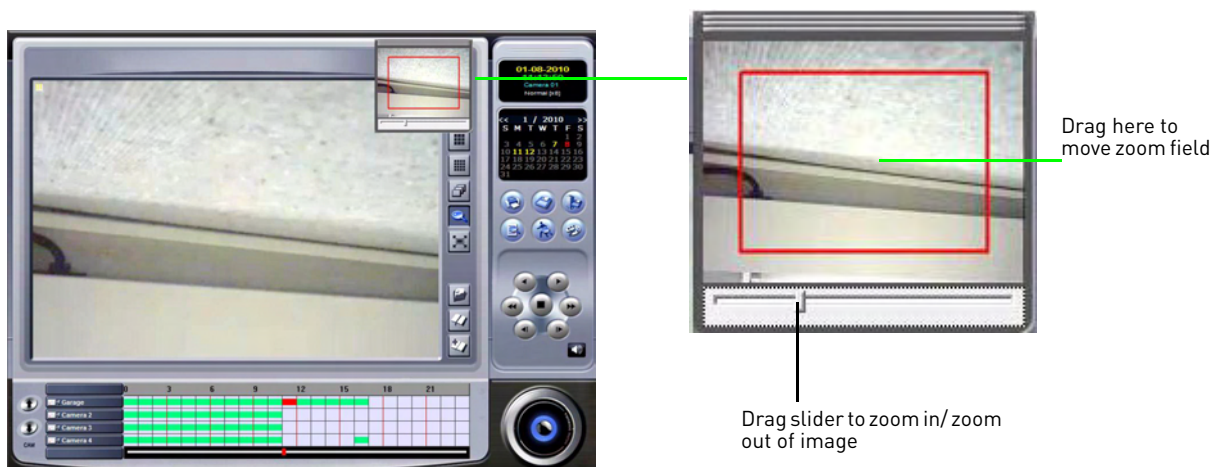 01-08-2010
Camera 01
Normal [x8]
<< 1 / 2010 >>
S M T W T F S
1 2
3 4 5 6 7 8 9
10 11 12 13 14 15 16
17 18 19 20 21 22 23
24 25 26 27 28 29 30
31
0 3 6 9 12 15 18 21
* Garage
* Camera 2
* Camera 3
* Camera 4
CAM
Drag here to
move zoom field
Drag slider to zoom in/ zoom
out of image